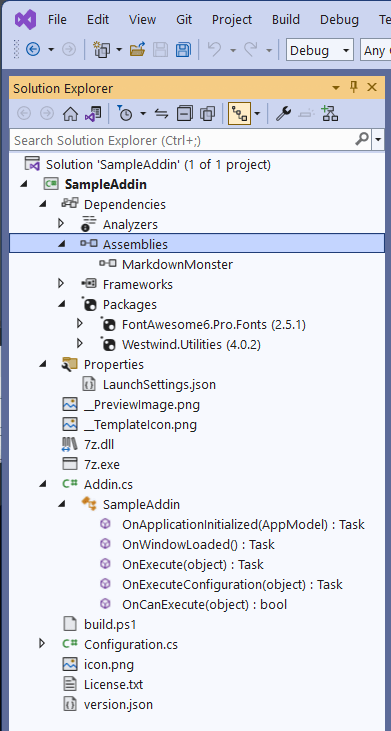 File Edit View Git Project Build Debug
Debug Any
Solution Explorer
Search Solution Explorer (Ctrl+;)
Solution 'SampleAddin' (1 of 1 project)
SampleAddin
Dependencies
Analyzers
Assemblies
MarkdownMonster
Frameworks
Packages
FontAwesome6.Pro.Fonts (2.5.1)
Westwind.Utilities (4.0.2)
Properties
LaunchSettings.json
__PreviewImage.png
__TemplateIcon.png
7z.dll
7z.exe
C# Addin.cs
SampleAddin
OnApplicationInitialized(AppModel) : Task
OnWindowLoaded() : Task
OnExecute(object) : Task
OnExecuteConfiguration(object) : Task
OnCanExecute(object) : bool
build.ps1
C# Configuration.cs
icon.png
License.txt
version.json